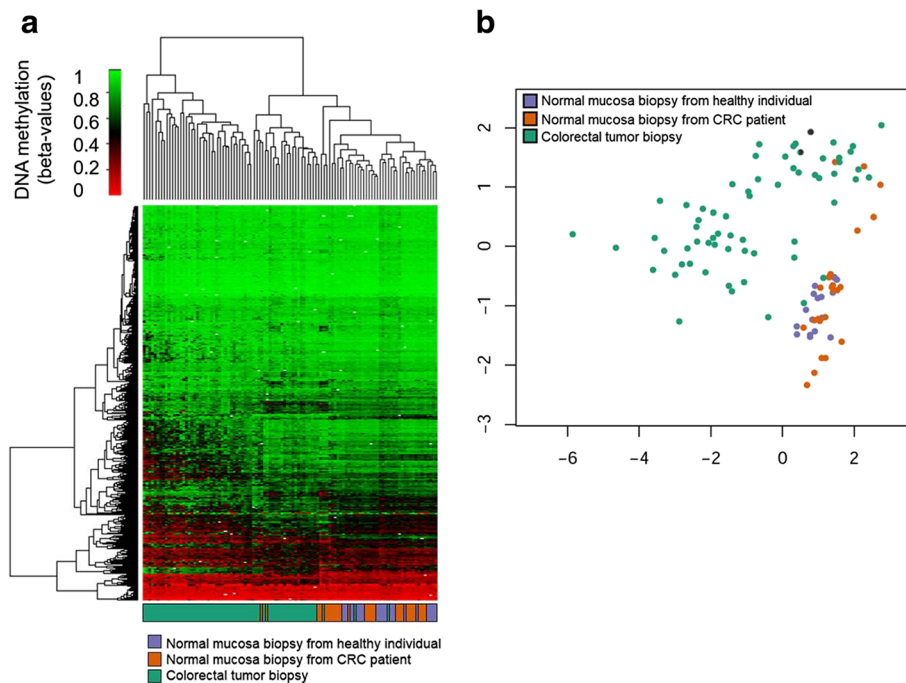 a
DNA methylation
(beta-values)
1
0.8
0.6
0.4
0.2
0
Normal mucosa biopsy from healthy individual
Normal mucosa biopsy from CRC patient
Colorectal tumor biopsy
b
Normal mucosa biopsy from healthy individual
Normal mucosa biopsy from CRC patient
Colorectal tumor biopsy
2
1
0
−1
−2
−3
−6
−4
−2
0
2